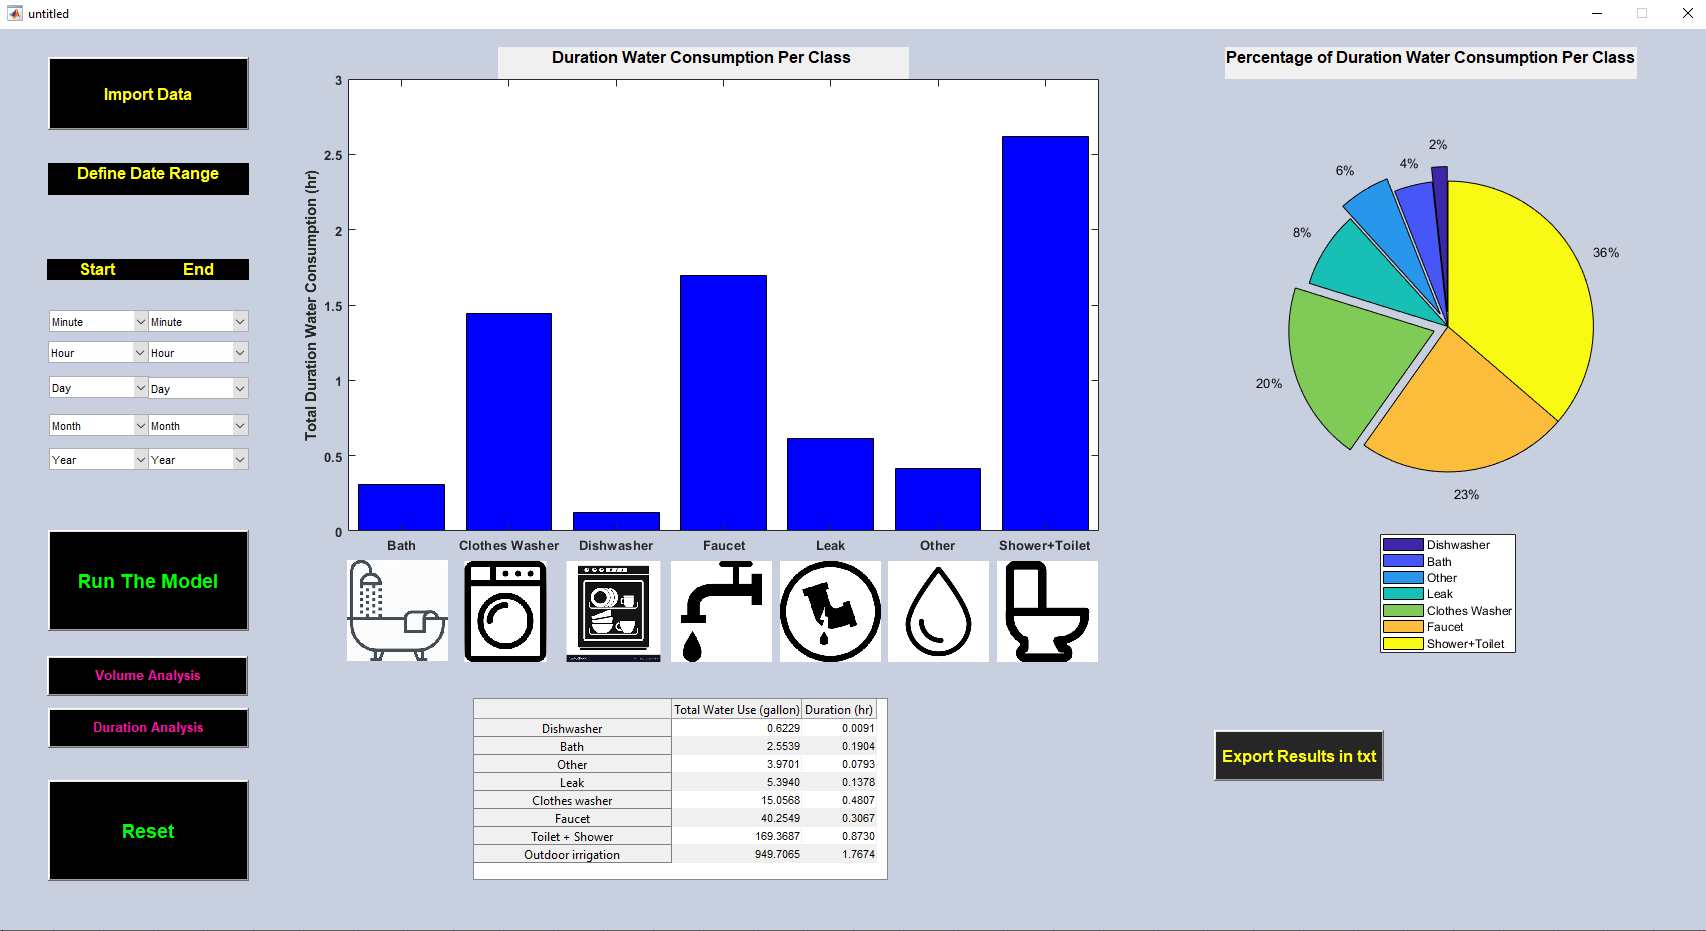 untitled
Import Data
Define Date Range
Start End
Minute Minute
Hour Hour
Day Day
Month Month
Year Year
Run The Model
Volume Analysis
Duration Analysis
Reset
Duration Water Consumption Per Class
Total Duration Water Consumption (hr)
3
2.5
2
1.5
1
0.5
0
Bath Clothes Washer Dishwasher Faucet Leak Other Shower+Toilet
Total Water Use (gallon) Duration (hr)
Dishwasher 0.6229 0.0091
Bath 2.5539 0.1904
Other 3.9701 0.0793
Leak 5.3940 0.1378
Clothes washer 15.0568 0.4807
Faucet 40.2549 0.3067
Toilet + Shower 169.3687 0.8730
Outdoor irrigation 949.7065 1.7674
Percentage of Duration Water Consumption Per Class
2%
4%
6%
8%
20%
23%
36%
Dishwasher
Bath
Other
Leak
Clothes Washer
Faucet
Shower+Toilet
Export Results in txt